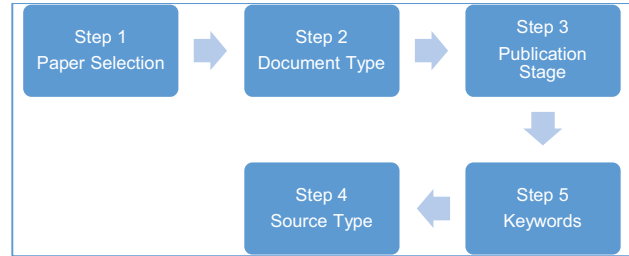 Step 1
Paper Selection
Step 2
Document Type
Step 3
Publication
Stage
Step 4
Source Type
Step 5
Keywords